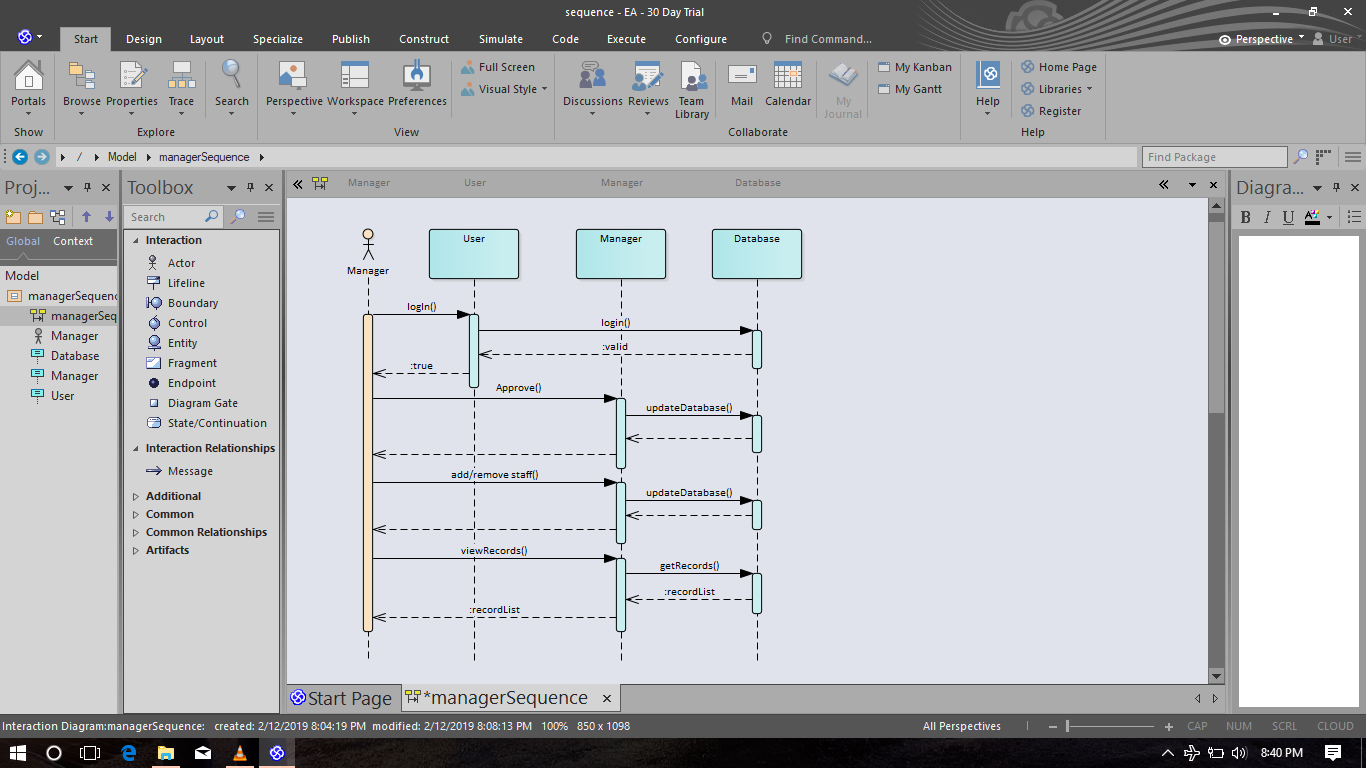 sequence - EA - 30 Day Trial
Start Design Layout Specialize Publish Construct Simulate Code Execute Configure Find Command... Perspective User
Portals Browse Properties Trace Search Perspective Workspace Preferences Full Screen Visual Style Discussions Reviews Team Library Mail Calendar My Journal My Kanban My Gantt Help Home Page Libraries Register
Show Explore View Collaborate Help
/ Model managerSequence Find Package
Proj... Toolbox Manager User Manager Database Diagra...
Search
B I U A
Global Context
Model
managerSequenc
managerSeq
Manager
Database
Manager
User
Interaction
Actor
Lifeline
Boundary
Control
Entity
Fragment
Endpoint
Diagram Gate
State/Continuation
Interaction Relationships
Message
Additional
Common
Common Relationships
Artifacts
User Manager Database
Manager
logIn()
login()
:valid
:true
Approve()
updateDatabase()
add/remove staff()
updateDatabase()
viewRecords()
getRecords()
:recordList
:recordList
Start Page *managerSequence
Interaction Diagram:managerSequence: created: 2/12/2019 8:04:19 PM modified: 2/12/2019 8:08:13 PM 100% 850 x 1098 All Perspectives CAP NUM SCRL CLOUD
8:40 PM